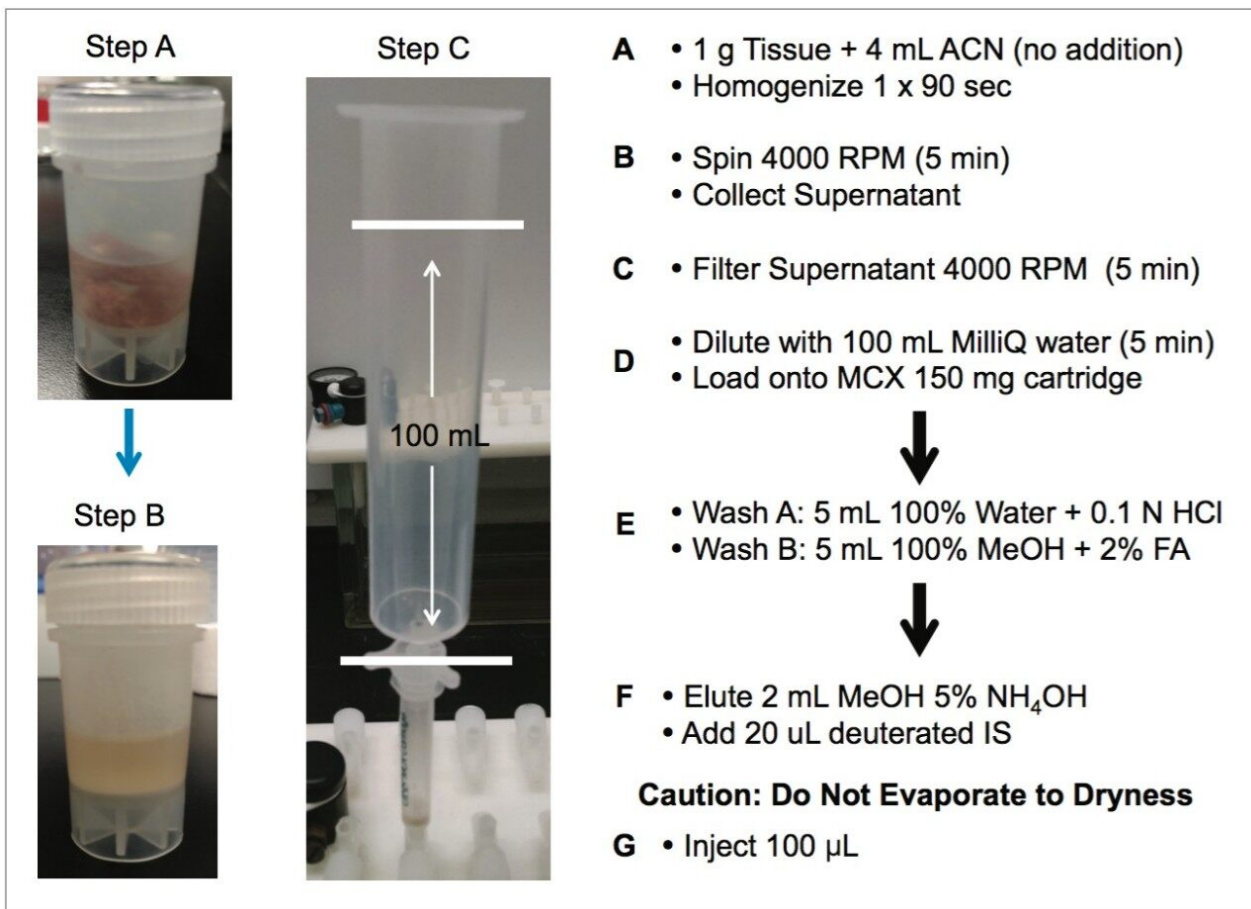 Step A
Step B
Step C
100 mL
A • 1 g Tissue + 4 mL ACN (no addition)
• Homogenize 1 x 90 sec
B • Spin 4000 RPM (5 min)
• Collect Supernatant
C • Filter Supernatant 4000 RPM (5 min)
D • Dilute with 100 mL MilliQ water (5 min)
• Load onto MCX 150 mg cartridge
E • Wash A: 5 mL 100% Water + 0.1 N HCl
• Wash B: 5 mL 100% MeOH + 2% FA
F • Elute 2 mL MeOH 5% NH₄OH
• Add 20 uL deuterated IS
Caution: Do Not Evaporate to Dryness
G • Inject 100 µL